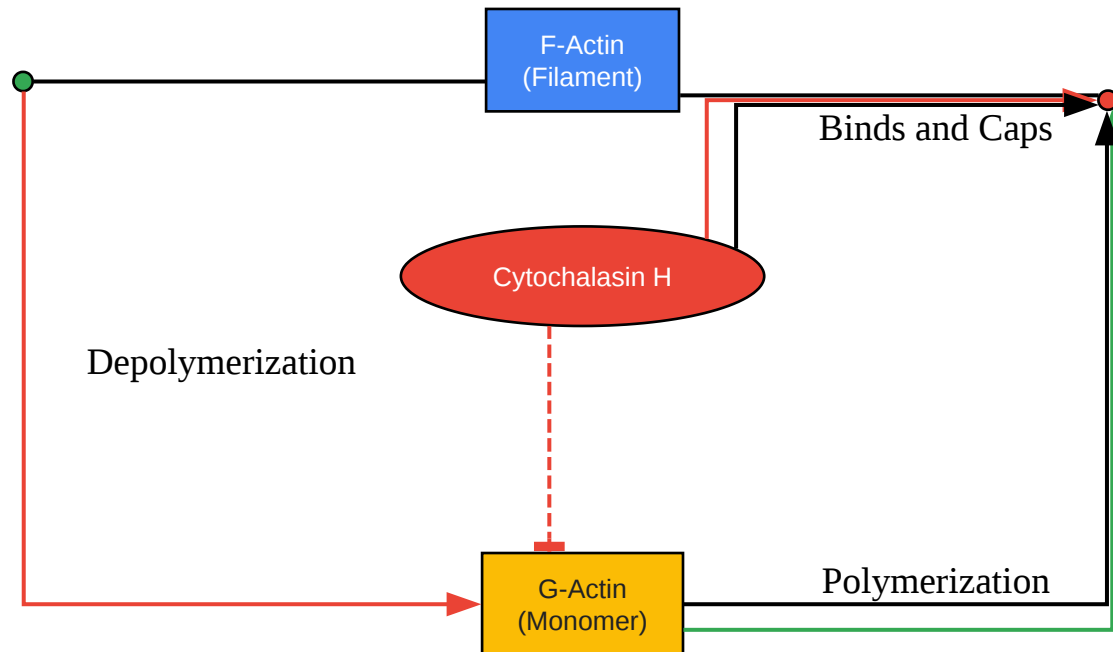 F-Actin
(Filament)
Binds and Caps
Cytochalasin H
Depolymerization
G-Actin
(Monomer)
Polymerization